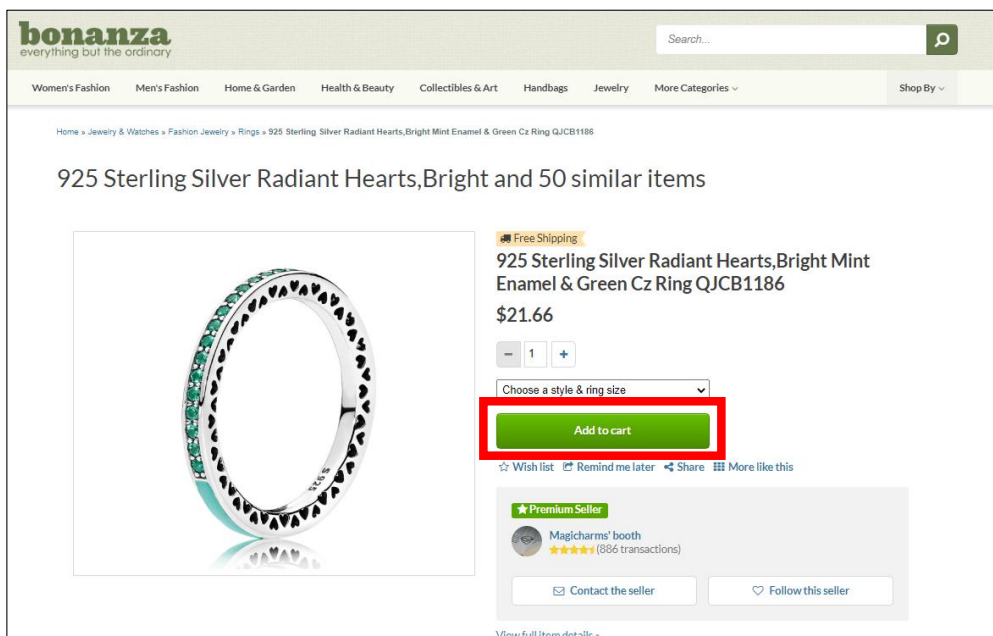 bonanza
everything but the ordinary
Search...
Women's Fashion Men's Fashion Home & Garden Health & Beauty Collectibles & Art Handbags Jewelry More Categories Shop By
Home » Jewelry & Watches » Fashion Jewelry » Rings » 925 Sterling Silver Radiant Hearts,Bright Mint Enamel & Green Cz Ring QJCB1186
925 Sterling Silver Radiant Hearts,Bright and 50 similar items
Free Shipping
925 Sterling Silver Radiant Hearts,Bright Mint
Enamel & Green Cz Ring QJCB1186
$21.66
− 1 +
Choose a style & ring size
Add to cart
Wish list Remind me later Share More like this
S925
Premium Seller
Magicharms' booth
(886 transactions)
Contact the seller Follow this seller
View full item details »